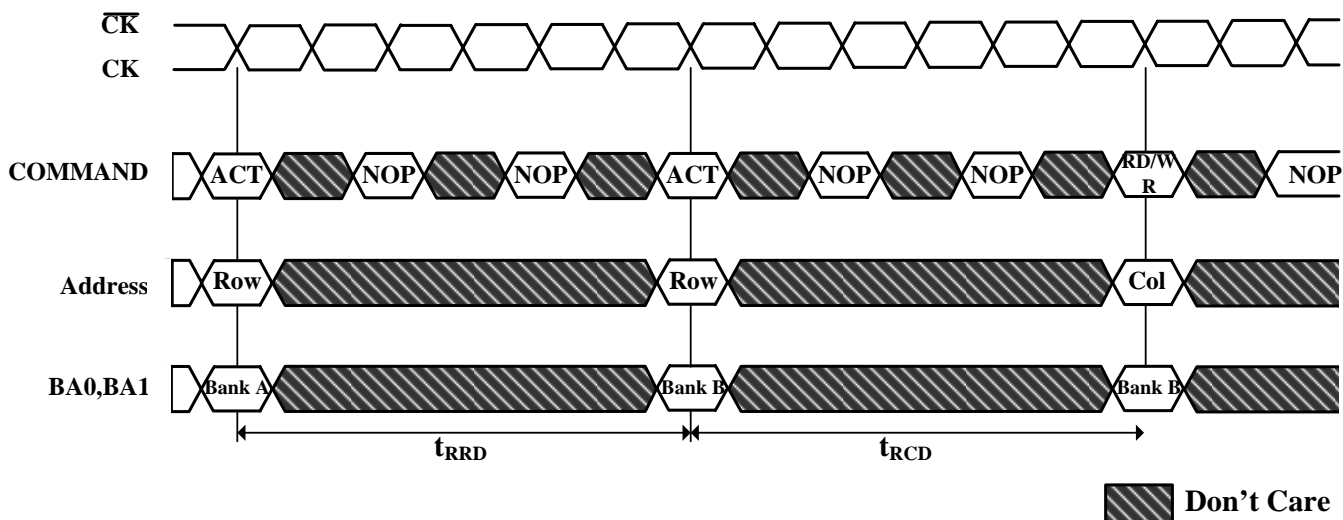 CK
CK
COMMAND ACT NOP NOP ACT NOP NOP RD/W
R NOP
Address Row Row Col
BA0,BA1 Bank A Bank B Bank B
tRRD tRCD
Don't Care